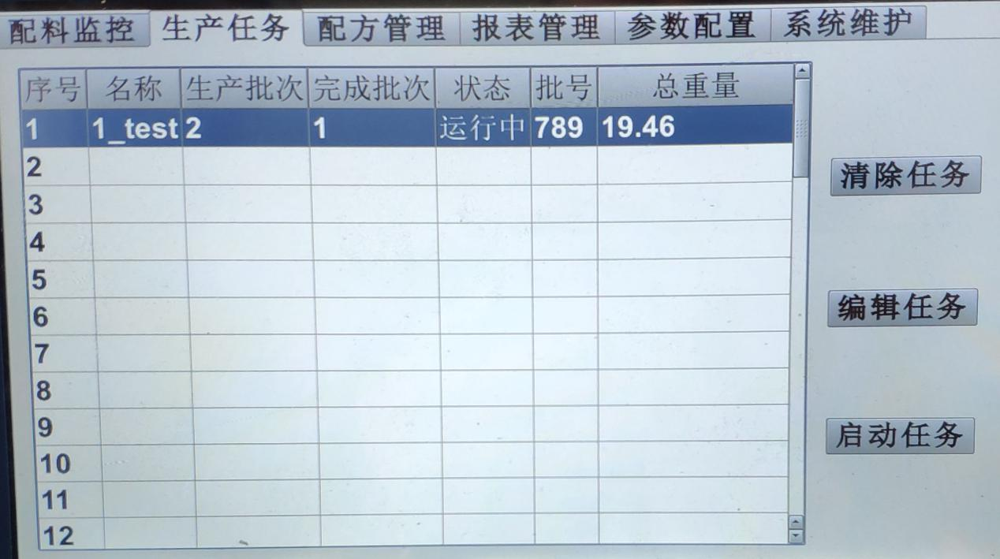 配料监控 生产任务 配方管理 报表管理 参数配置 系统维护
序号 名称 生产批次 完成批次 状态 批号 总重量
1 1_test 2 1 运行中 789 19.46
2
清除任务
3
4
5
编辑任务
6
7
8
9
启动任务
10
11
12